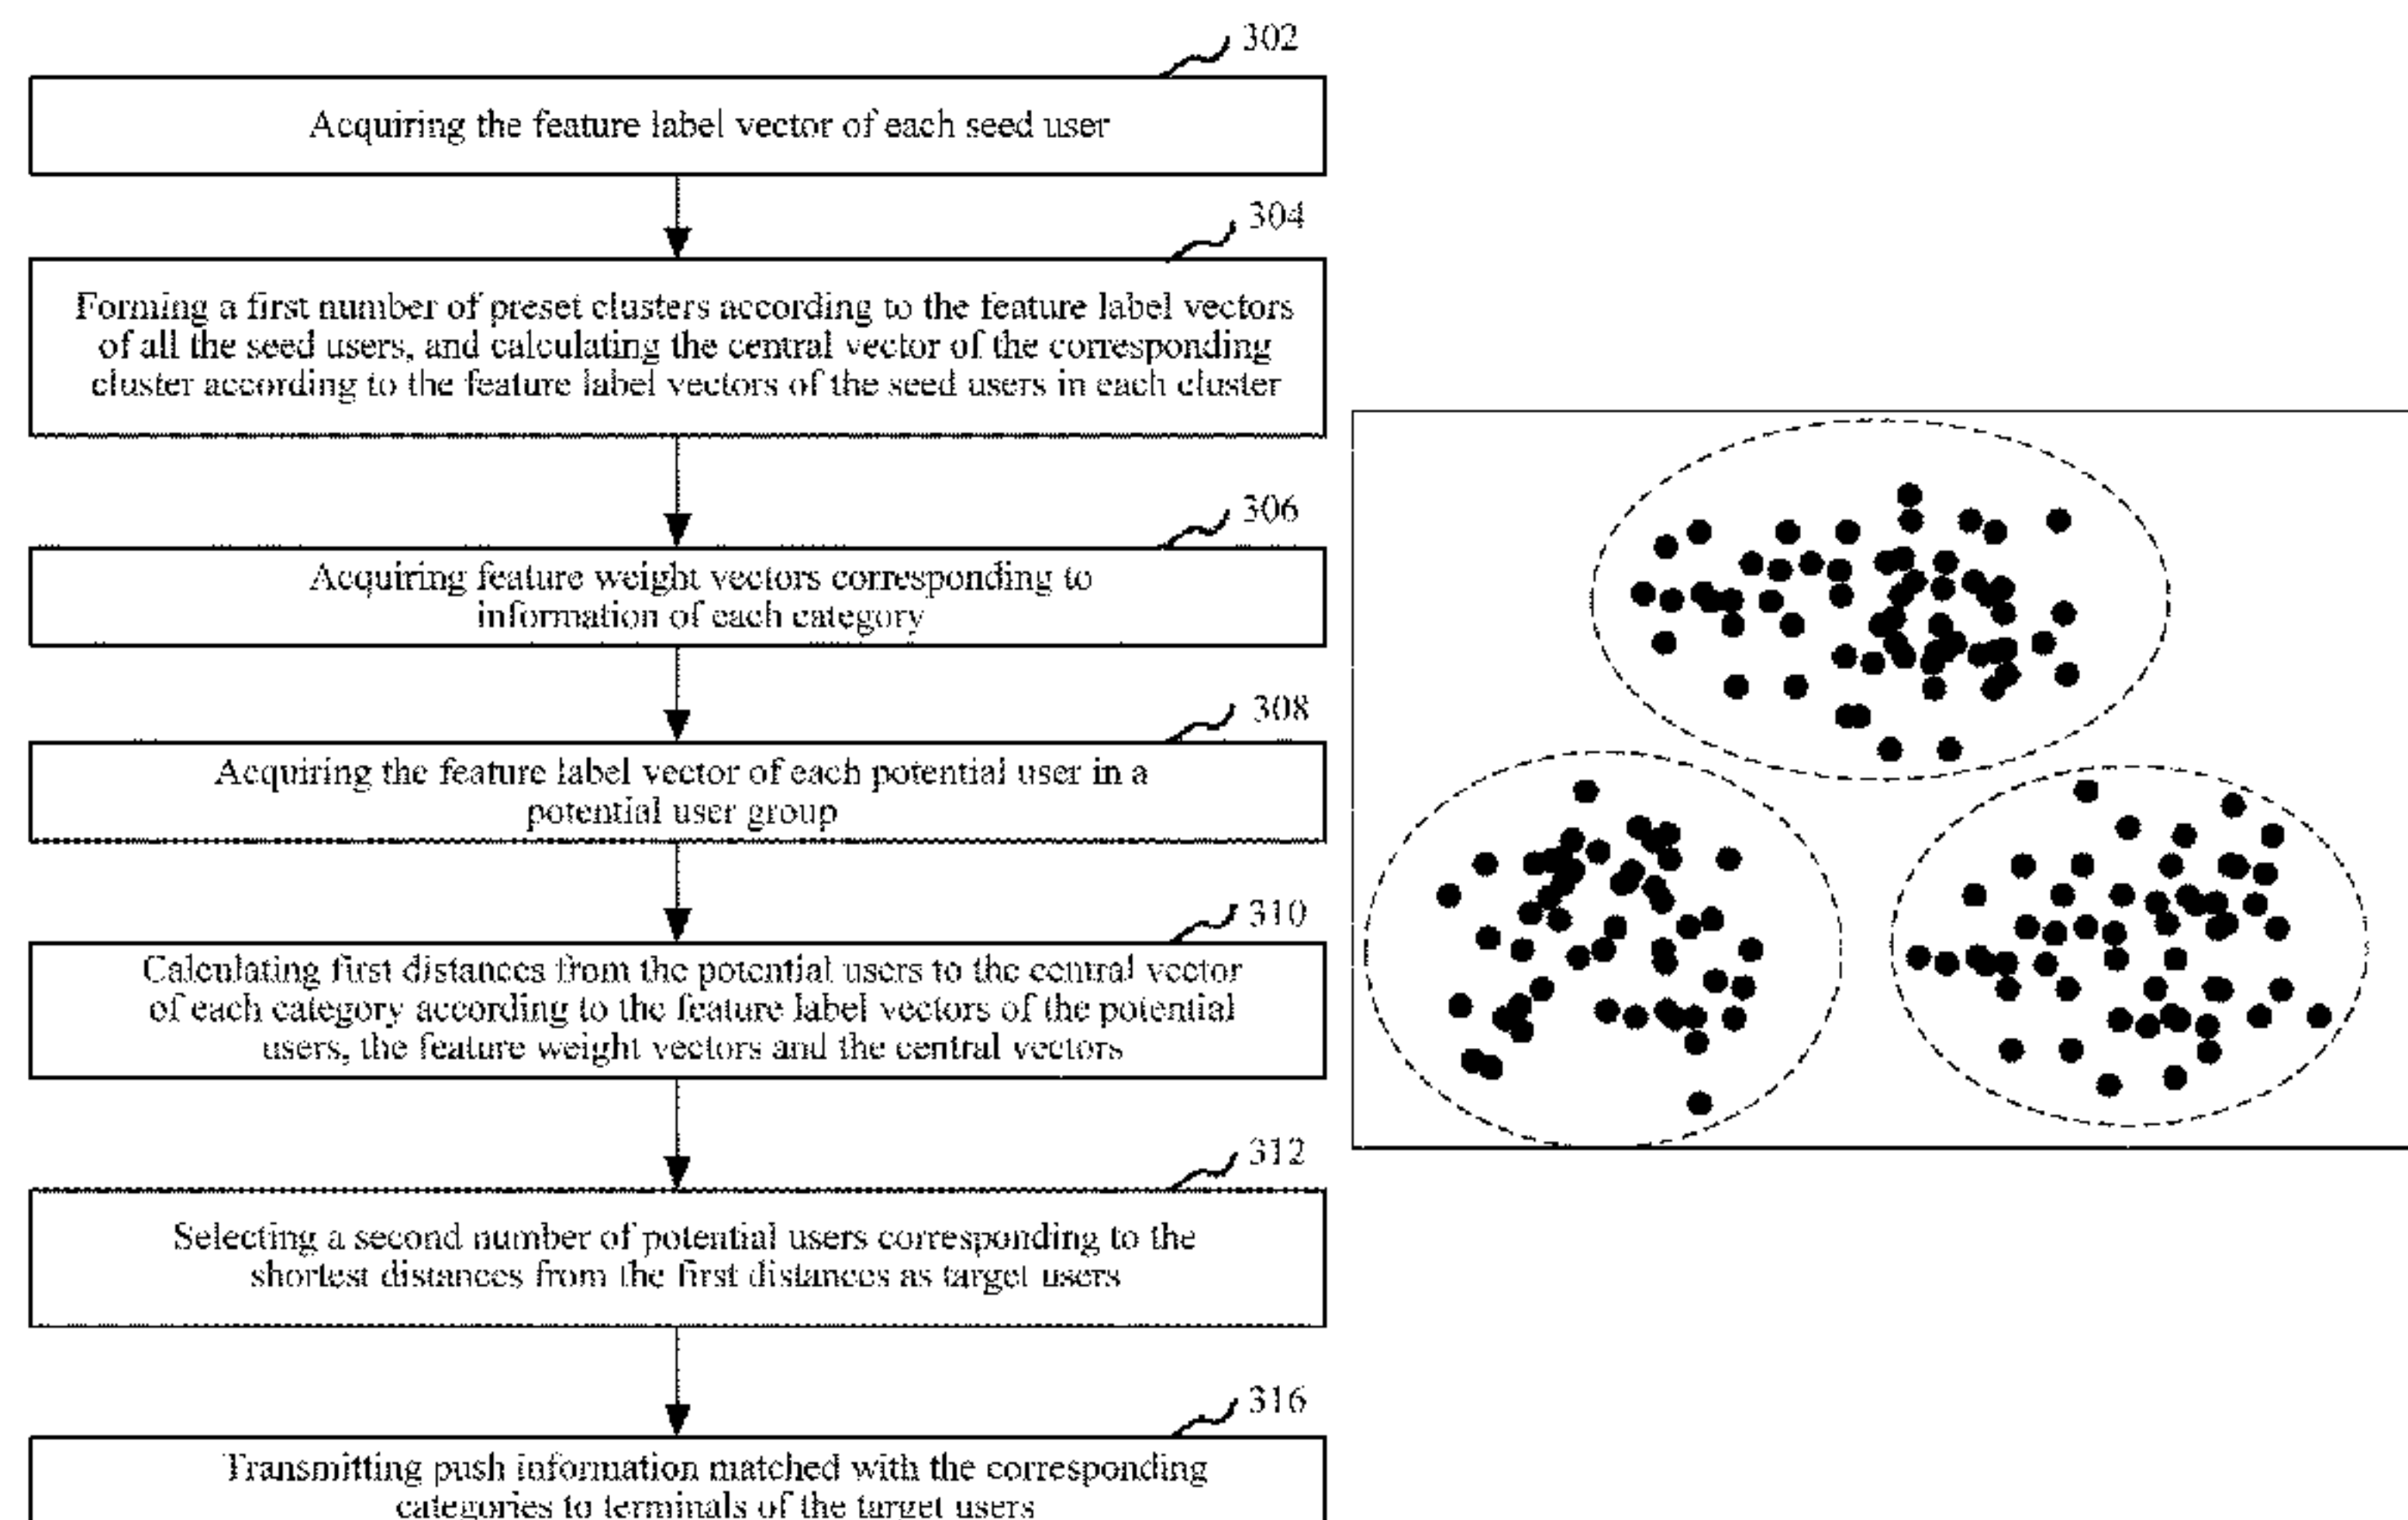 302
Acquiring the feature label vector of each seed user
304
Forming a first number of preset clusters according to the feature label vectors
of all the seed users, and calculating the central vector of the corresponding
cluster according to the feature label vectors of the seed users in each cluster
306
Acquiring feature weight vectors corresponding to
information of each category
308
Acquiring the feature label vector of each potential user in a
potential user group
310
Calculating first distances from the potential users to the central vector
of each category according to the feature label vectors of the potential
users, the feature weight vectors and the central vectors
312
Selecting a second number of potential users corresponding to the
shortest distances from the first distances as target users
316
Transmitting push information matched with the corresponding
categories to terminals of the target users